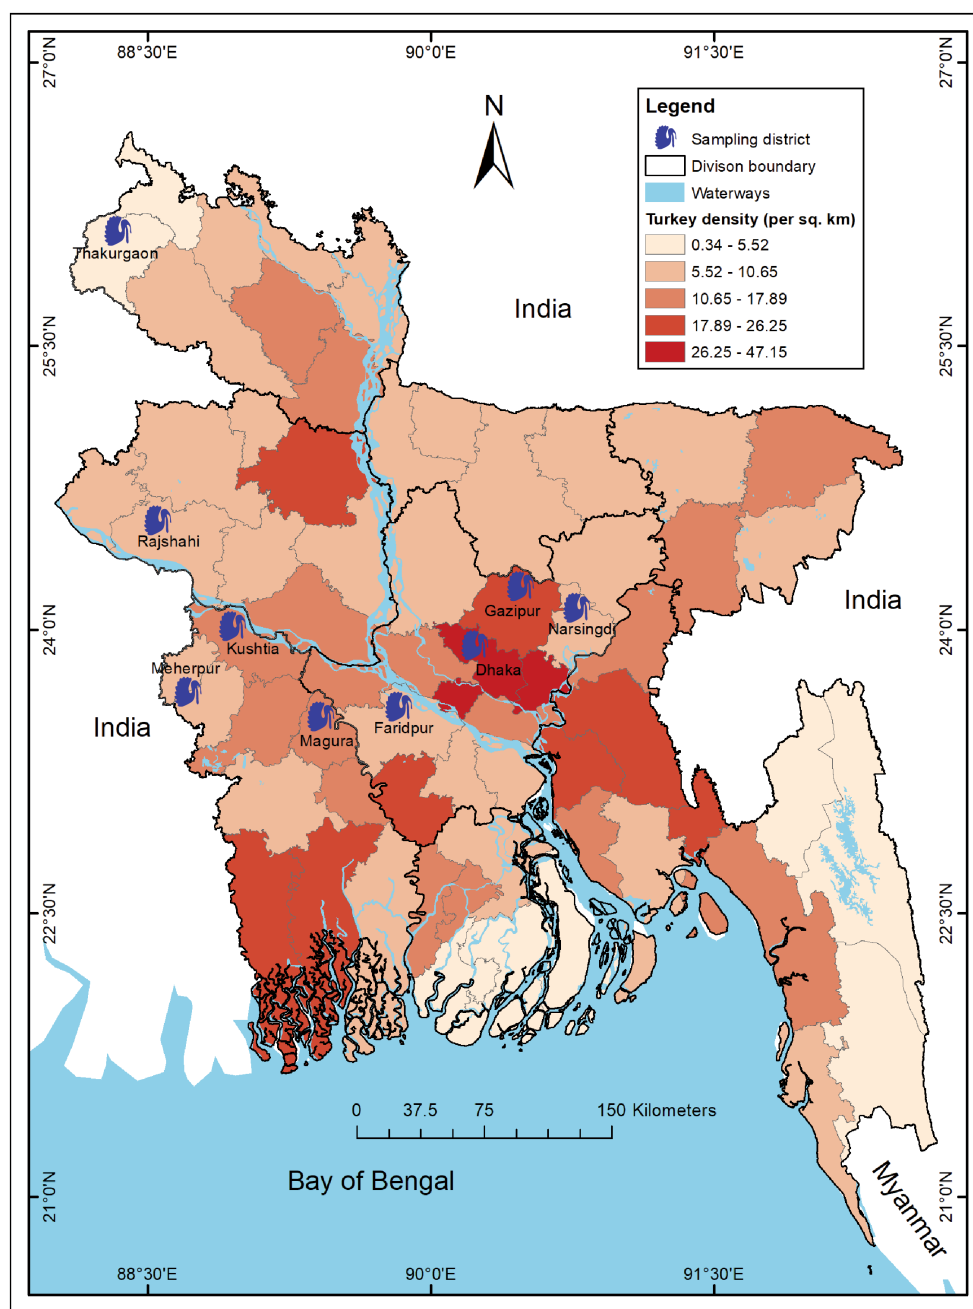 88°30'E 90°0'E 91°30'E
27°0'N 27°0'N
N
Legend
Sampling district
Divison boundary
Waterways
Turkey density (per sq. km)
0.34 - 5.52
5.52 - 10.65
10.65 - 17.89
17.89 - 26.25
26.25 - 47.15
Thakurgaon
India
25°30'N 25°30'N
Rajshahi
Gazipur
India
Narsingdi
24°0'N 24°0'N
Kushtia
Meherpur
Dhaka
India
Magura
Faridpur
22°30'N 22°30'N
0 37.5 75 150 Kilometers
Bay of Bengal
Myanmar
21°0'N 21°0'N
88°30'E 90°0'E 91°30'E